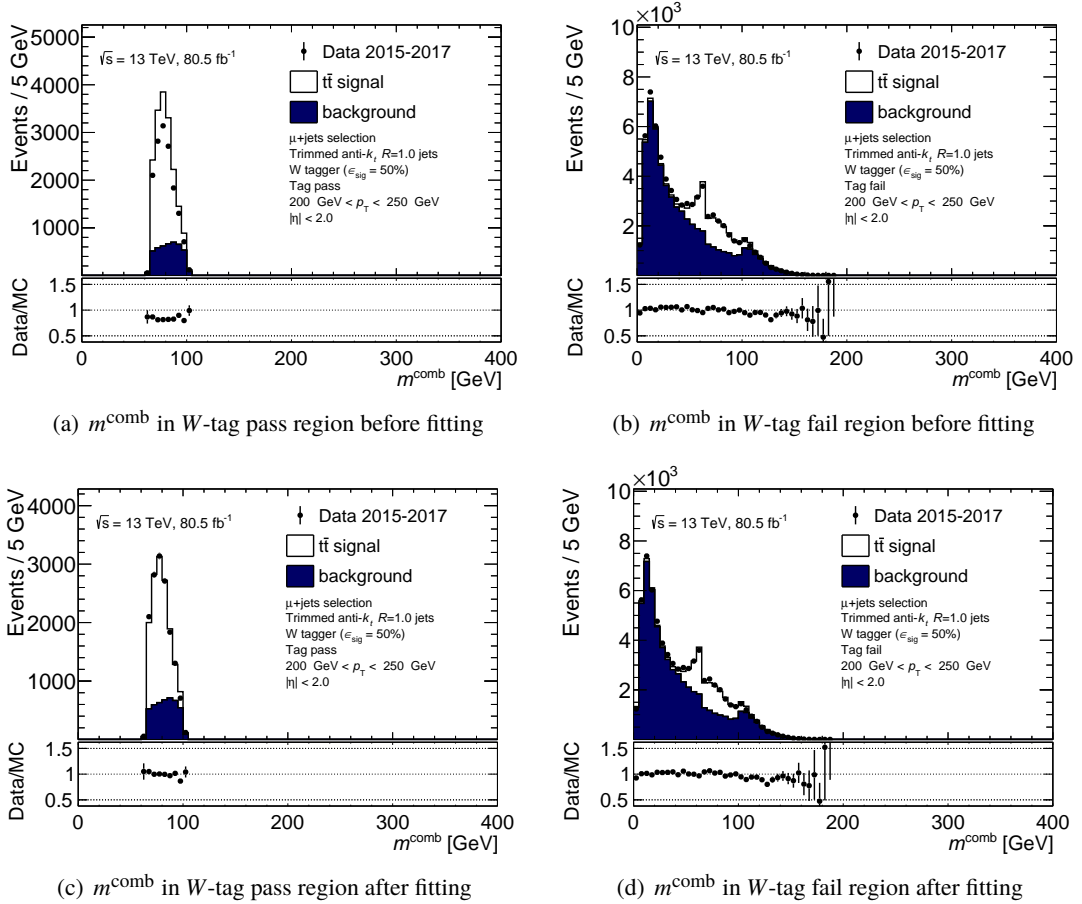 5000
4000
3000
2000
1000
Events / 5 GeV
√s = 13 TeV, 80.5 fb⁻¹
Data 2015-2017
tt̄ signal
background
μ+jets selection
Trimmed anti-kₜ R=1.0 jets
W tagger (ϵ_sig = 50%)
Tag pass
200 GeV < p_T < 250 GeV
|η| < 2.0
1.5
1
0.5
Data/MC
0 100 200 300 400
m^comb [GeV]
(a) m^comb in W-tag pass region before fitting
×10³
10
8
6
4
2
Events / 5 GeV
√s = 13 TeV, 80.5 fb⁻¹
Data 2015-2017
tt̄ signal
background
μ+jets selection
Trimmed anti-kₜ R=1.0 jets
W tagger (ϵ_sig = 50%)
Tag fail
200 GeV < p_T < 250 GeV
|η| < 2.0
1.5
1
0.5
Data/MC
0 100 200 300 400
m^comb [GeV]
(b) m^comb in W-tag fail region before fitting
4000
3000
2000
1000
Events / 5 GeV
√s = 13 TeV, 80.5 fb⁻¹
Data 2015-2017
tt̄ signal
background
μ+jets selection
Trimmed anti-kₜ R=1.0 jets
W tagger (ϵ_sig = 50%)
Tag pass
200 GeV < p_T < 250 GeV
|η| < 2.0
1.5
1
0.5
Data/MC
0 100 200 300 400
m^comb [GeV]
(c) m^comb in W-tag pass region after fitting
×10³
10
8
6
4
2
Events / 5 GeV
√s = 13 TeV, 80.5 fb⁻¹
Data 2015-2017
tt̄ signal
background
μ+jets selection
Trimmed anti-kₜ R=1.0 jets
W tagger (ϵ_sig = 50%)
Tag fail
200 GeV < p_T < 250 GeV
|η| < 2.0
1.5
1
0.5
Data/MC
0 100 200 300 400
m^comb [GeV]
(d) m^comb in W-tag fail region after fitting